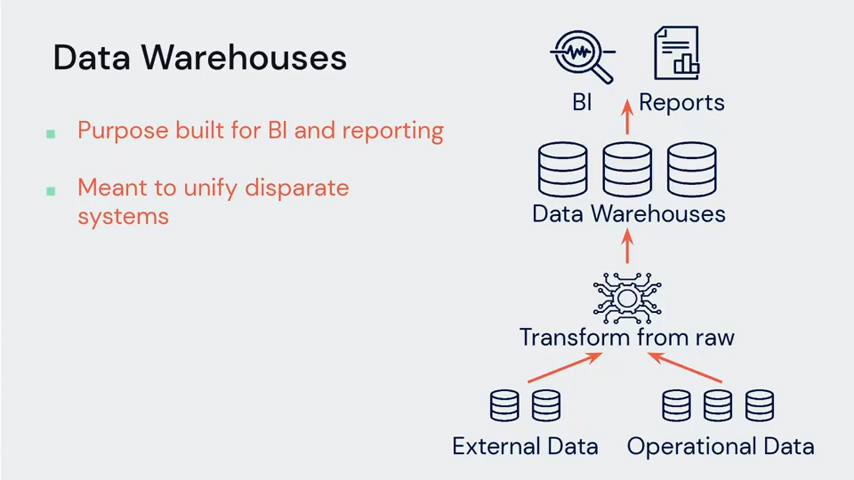 Data Warehouses
Purpose built for BI and reporting
Meant to unify disparate
systems
BI
Reports
Data Warehouses
Transform from raw
External Data
Operational Data